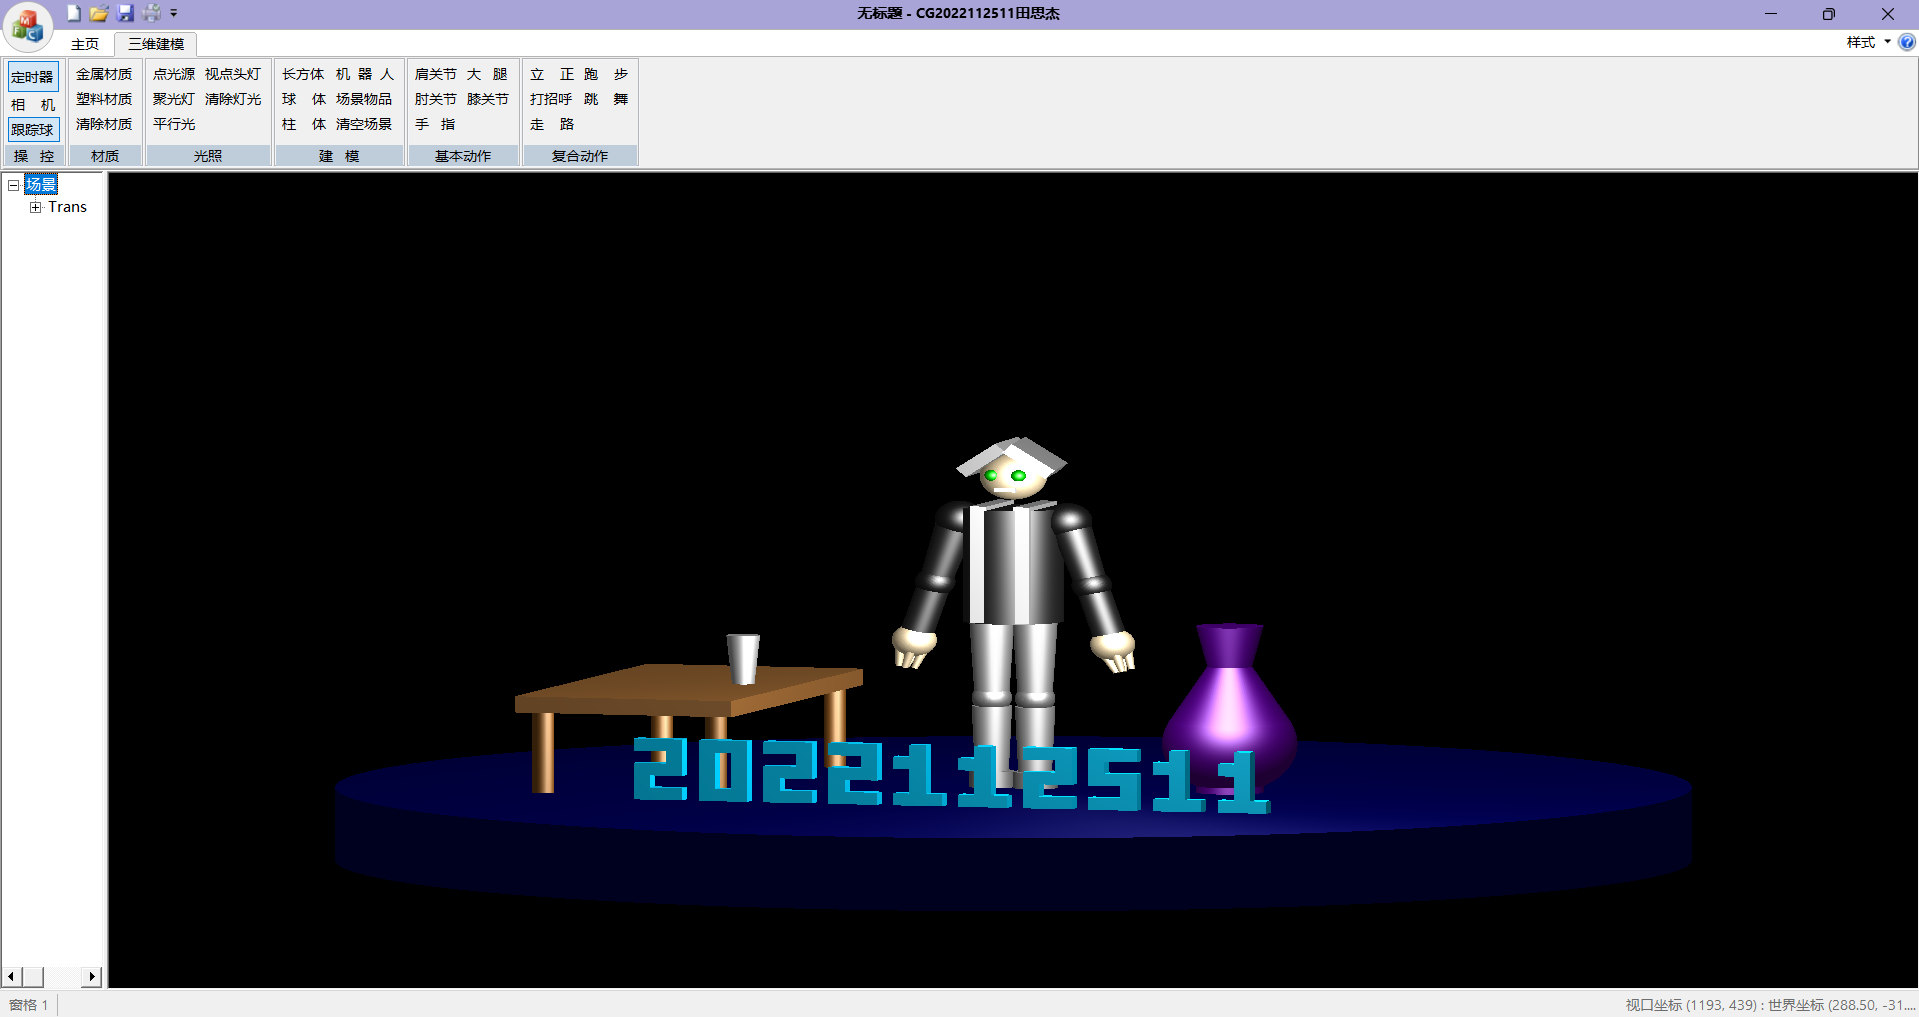 无标题 - CG2022112511田思杰
主页 三维建模 样式
定时器 金属材质 点光源 视点头灯 长方体 机 器 人 肩关节 大 腿 立 正 跑 步
相 机 塑料材质 聚光灯 清除灯光 球 体 场景物品 肘关节 膝关节 打招呼 跳 舞
跟踪球 清除材质 平行光 柱 体 清空场景 手 指 走 路
操 控 材质 光照 建 模 基本动作 复合动作
场景
Trans
2022112511
窗格 1 视口坐标 (1193, 439) : 世界坐标 (288.50, -31....